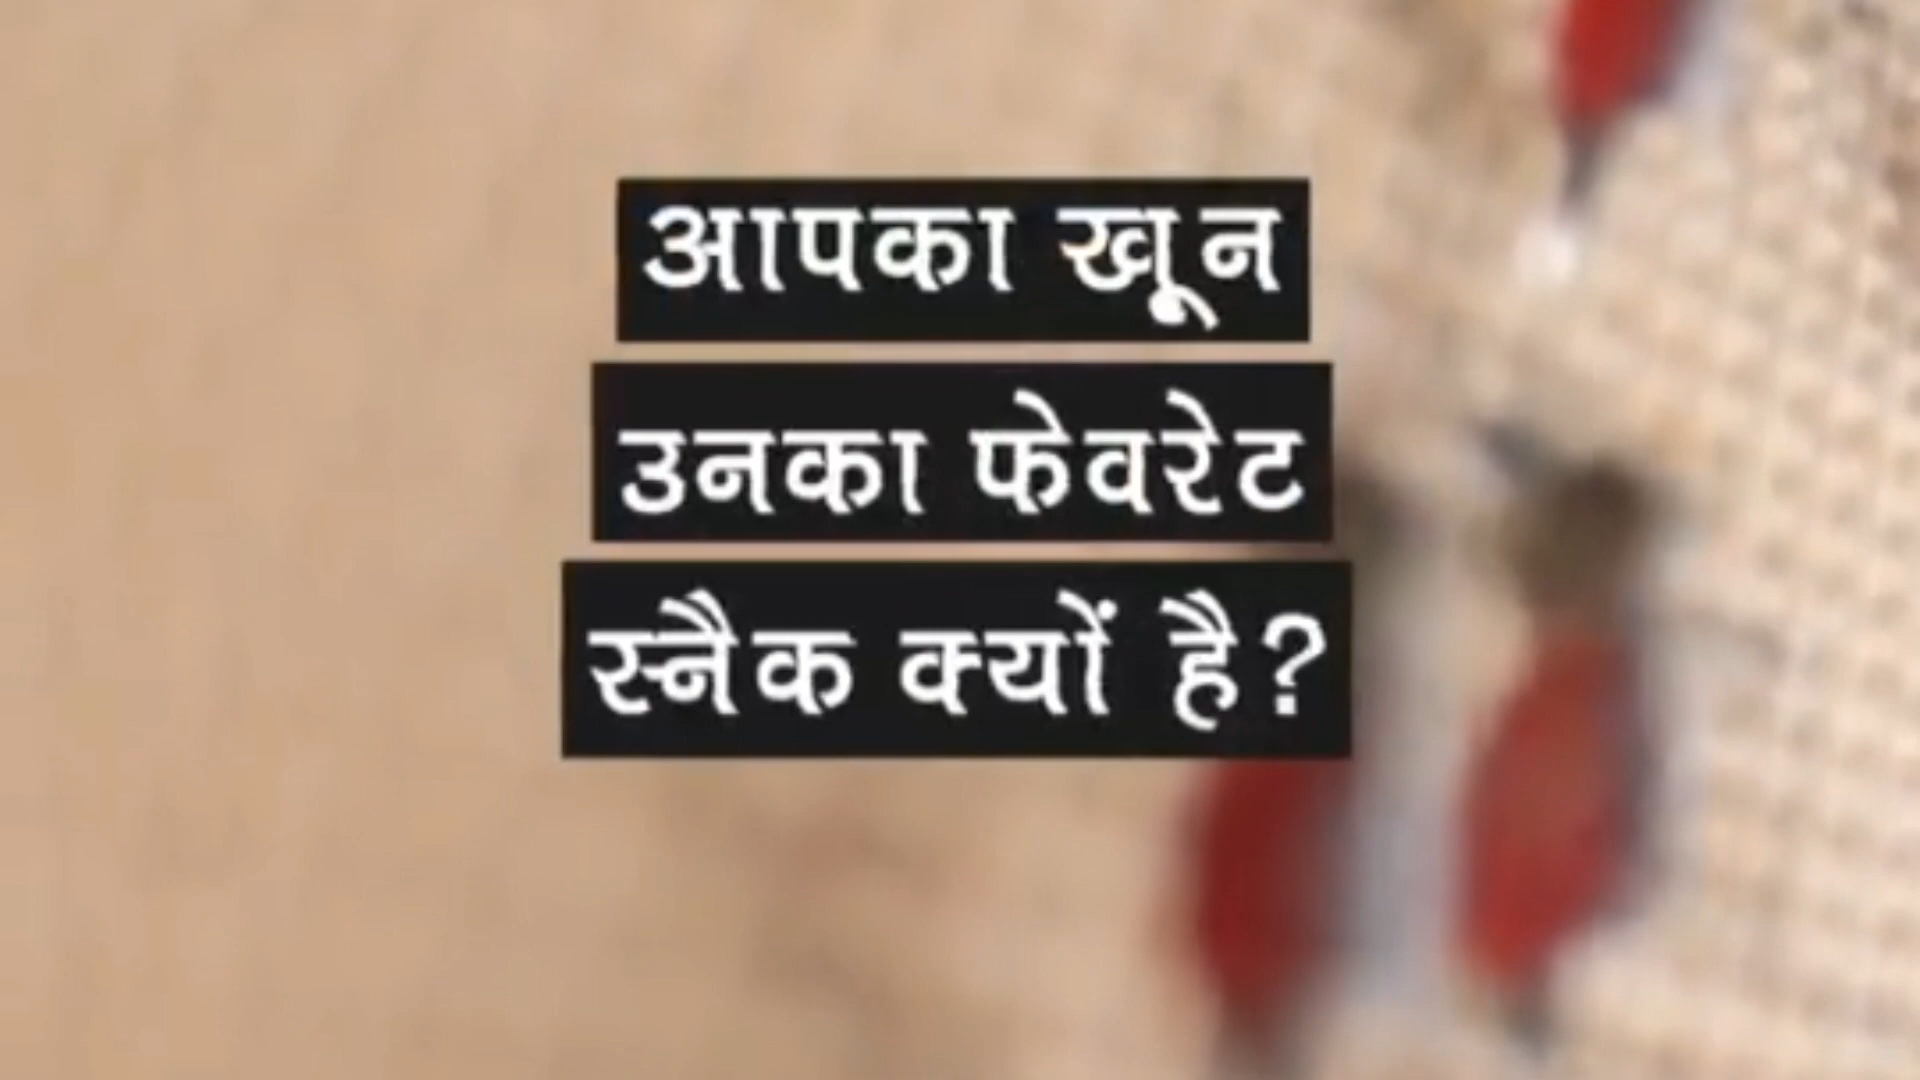 आपका खून
उनका फेवरेट
स्नैक क्यों है?